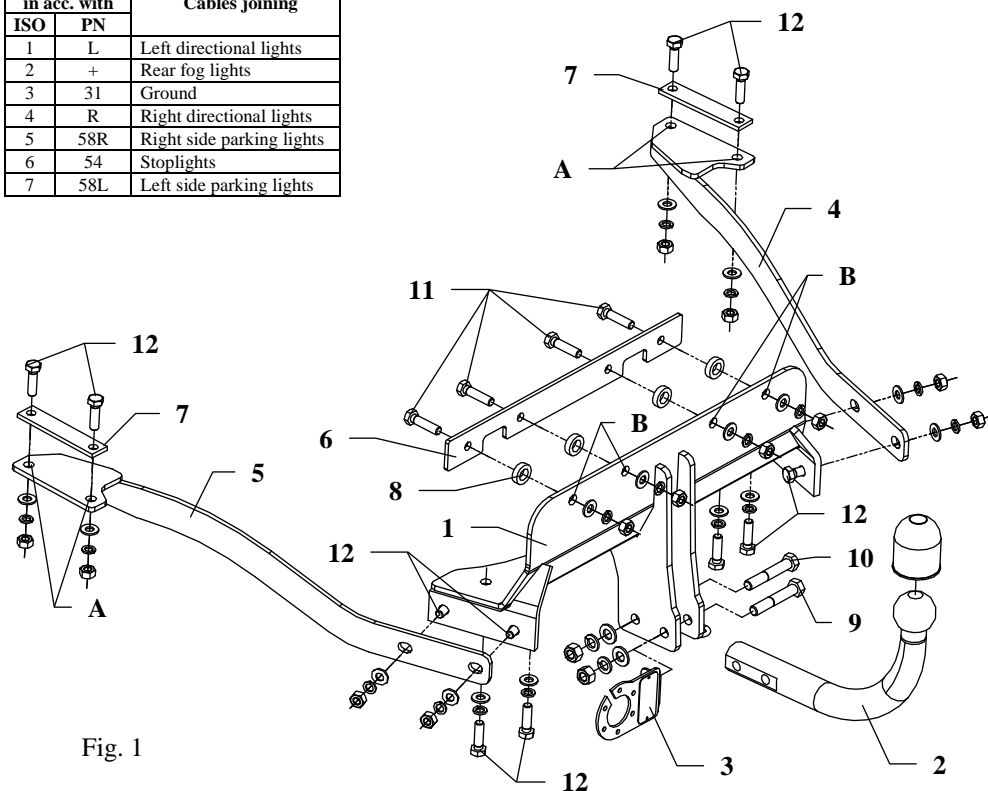 in acc. with Cables joining
ISO PN
1 L Left directional lights
2 + Rear fog lights
3 31 Ground
4 R Right directional lights
5 58R Right side parking lights
6 54 Stoplights
7 58L Left side parking lights
12
7
A
4
11
B
12
7
6
B
5
8
1
12
12
10
A
9
3
2
12
Fig. 1